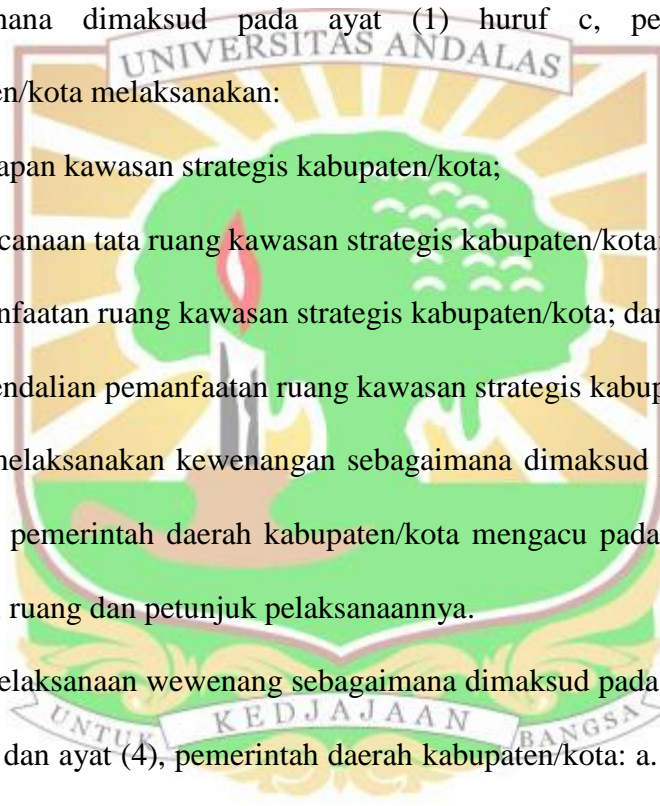 mana dimaksud pada ayat (1) huruf c, pe
UNIVERSITAS ANDALAS
en/kota melaksanakan:
apan kawasan strategis kabupaten/kota;
canaan tata ruang kawasan strategis kabupaten/kota;
nfaatan ruang kawasan strategis kabupaten/kota; dan
endalian pemanfaatan ruang kawasan strategis kabup
melaksanakan kewenangan sebagaimana dimaksud
pemerintah daerah kabupaten/kota mengacu pada
ruang dan petunjuk pelaksanaannya.
elaksanaan wewenang sebagaimana dimaksud pada
UNTUK KEDJAJAAN BANGSA
dan ayat (4), pemerintah daerah kabupaten/kota: a.